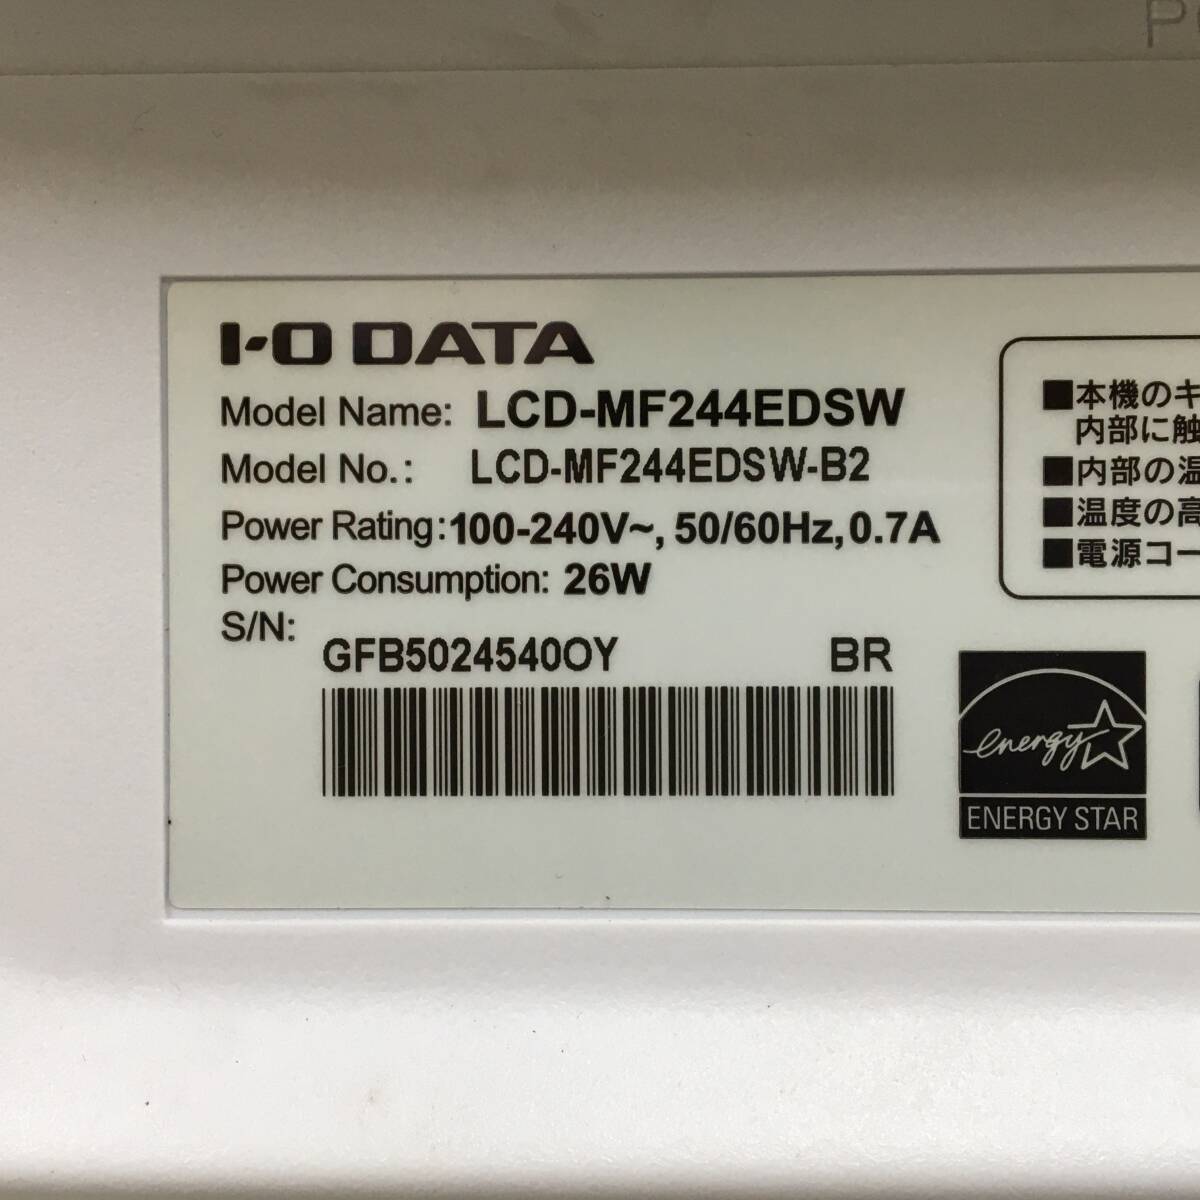 I-O DATA
Model Name: LCD-MF244EDSW
Model No.: LCD-MF244EDSW-B2
Power Rating: 100-240V~, 50/60Hz, 0.7A
Power Consumption: 26W
S/N:
GFB5024540OY BR
■本機のキ
内部に触
■内部の温
■温度の高
■電源コー
energy
ENERGY STAR